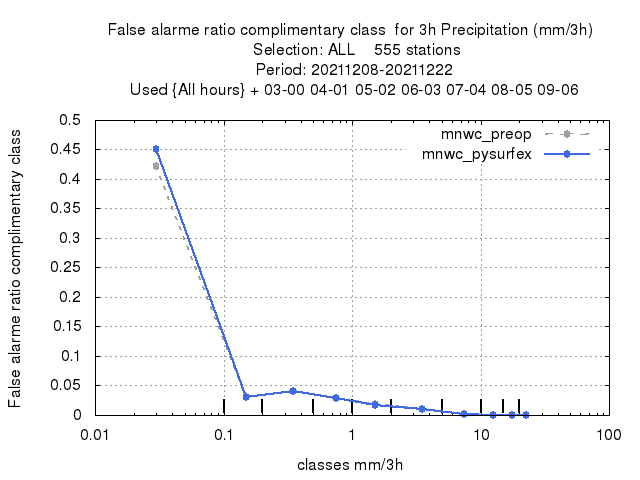 False alarme ratio complimentary class  for 3h Precipitation (mm/3h)
Selection: ALL    555 stations
Period: 20211208-20211222
Used {All hours} + 03-00 04-01 05-02 06-03 07-04 08-05 09-06
mnwc_preop
mnwc_pysurfex
False alarme ratio complimentary class
0.5
0.45
0.4
0.35
0.3
0.25
0.2
0.15
0.1
0.05
0
0.01 0.1 1 10 100
classes mm/3h